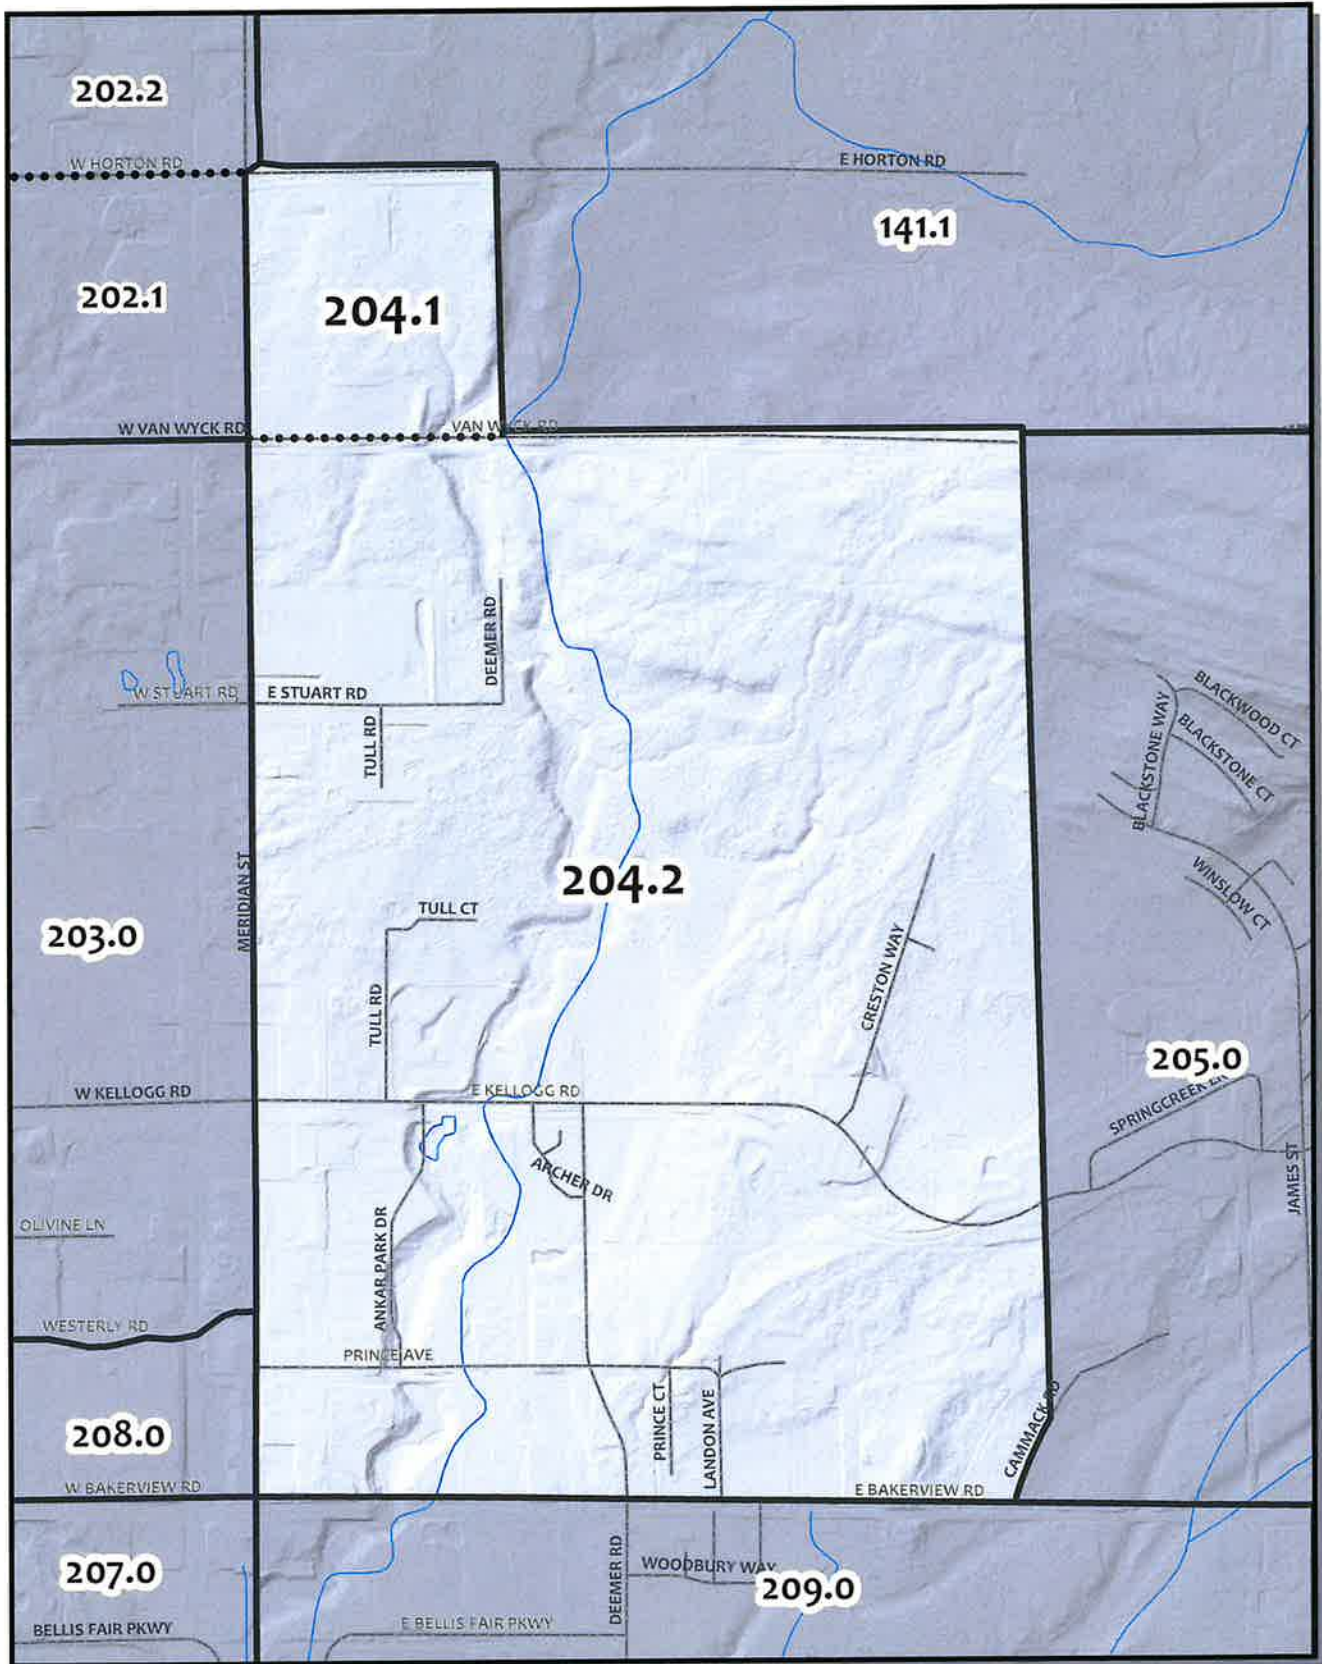 202.2
W HORTON RD
E HORTON RD
141.1
202.1
204.1
W VAN WYCK RD
VAN WYCK RD
DEEMER RD
W STUART RD
E STUART RD
TULL RD
BLACKWOOD CT
BLACKSTONE WAY
BLACKSTONE CT
WINSLOW CT
MERIDIAN ST
204.2
TULL CT
203.0
CRESTON WAY
TULL RD
205.0
W KELLOGG RD
E KELLOGG RD
SPRINGCREEK LN
ARCHER DR
JAMES ST
OLIVINE LN
ANKAR PARK DR
WESTERLY RD
PRINCE AVE
PRINCE CT
LANDON AVE
CAMMACK RD
208.0
W BAKERVIEW RD
E BAKERVIEW RD
207.0
DEEMER RD
WOODBURY WAY
209.0
BELLIS FAIR PKWY
E BELLIS FAIR PKWY